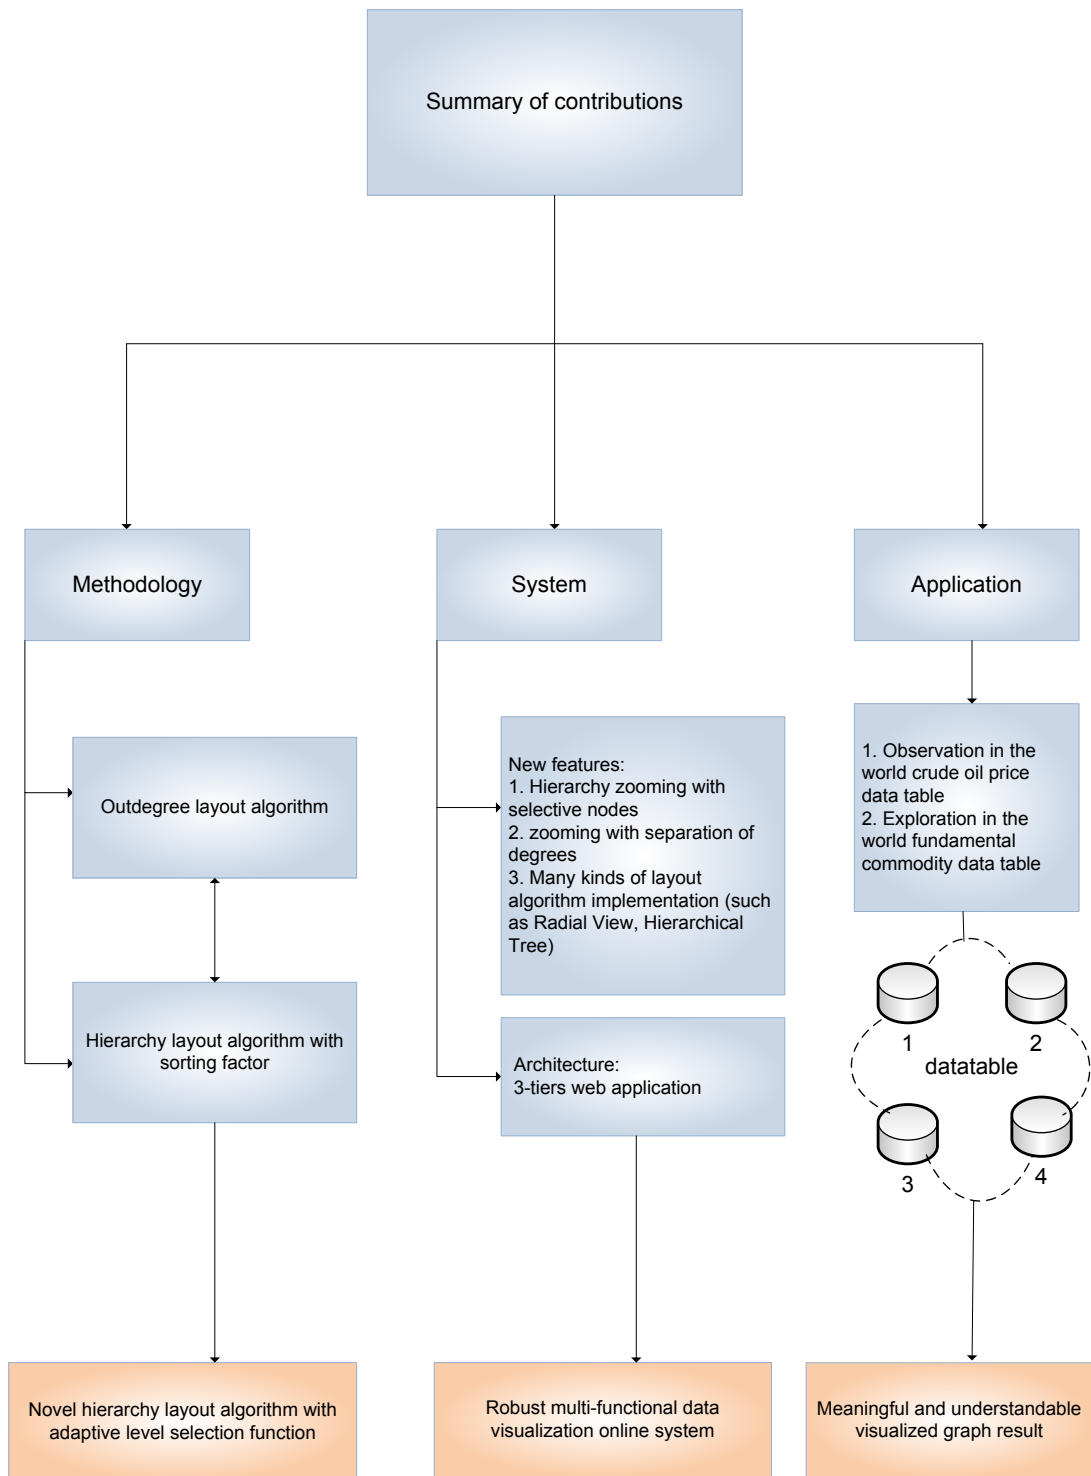 Summary of contributions
Methodology
System
Application
Outdegree layout algorithm
Hierarchy layout algorithm with
sorting factor
New features:
1. Hierarchy zooming with
selective nodes
2. zooming with separation of
degrees
3. Many kinds of layout
algorithm implementation (such
as Radial View, Hierarchical
Tree)
Architecture:
3-tiers web application
1. Observation in the
world crude oil price
data table
2. Exploration in the
world fundamental
commodity data table
1
2
datatable
3
4
Novel hierarchy layout algorithm with
adaptive level selection function
Robust multi-functional data
visualization online system
Meaningful and understandable
visualized graph result